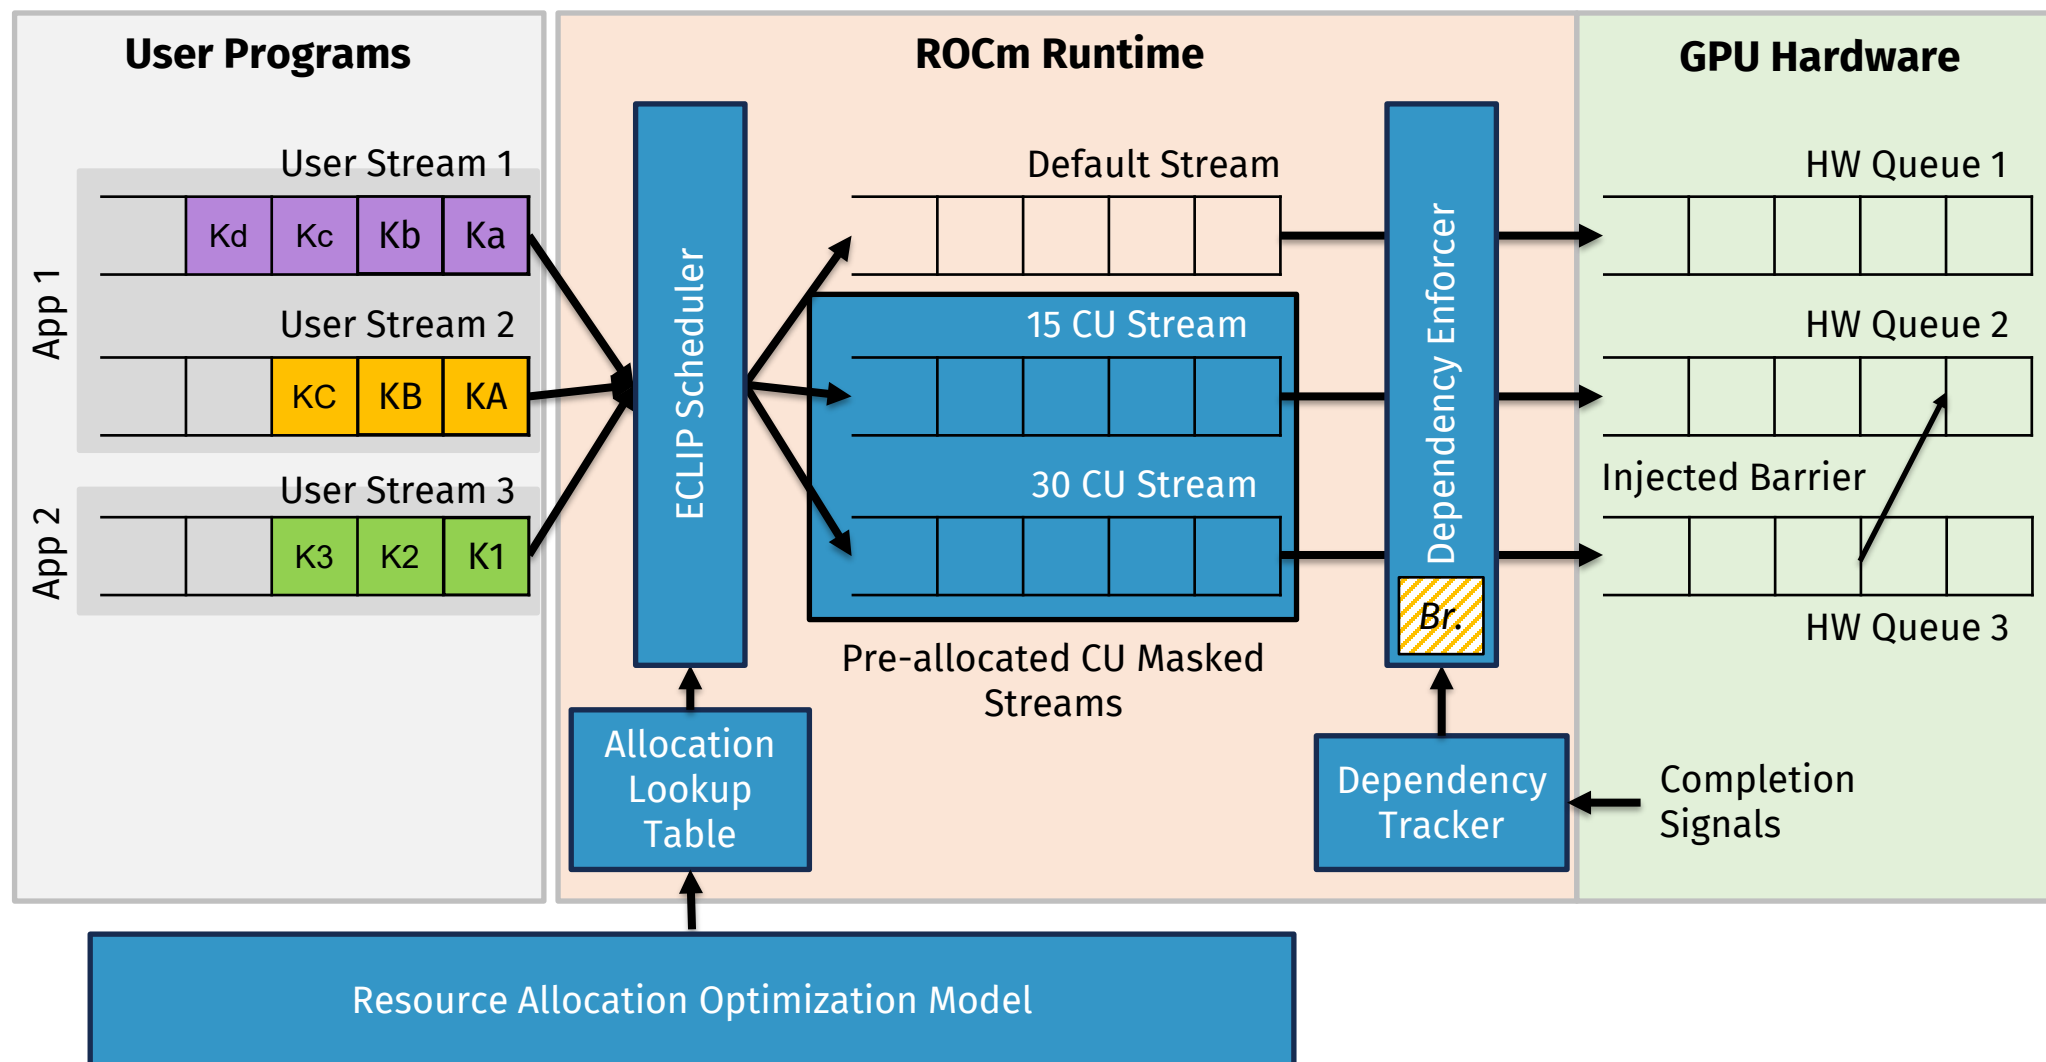 User Programs
ROCm Runtime
GPU Hardware
App 1
User Stream 1
Kd Kc Kb Ka
User Stream 2
KC KB KA
App 2
User Stream 3
K3 K2 K1
ECLIP Scheduler
Default Stream
15 CU Stream
30 CU Stream
Pre-allocated CU Masked
Streams
Dependency Enforcer
Br.
HW Queue 1
HW Queue 2
Injected Barrier
HW Queue 3
Allocation
Lookup
Table
Dependency
Tracker
Completion
Signals
Resource Allocation Optimization Model